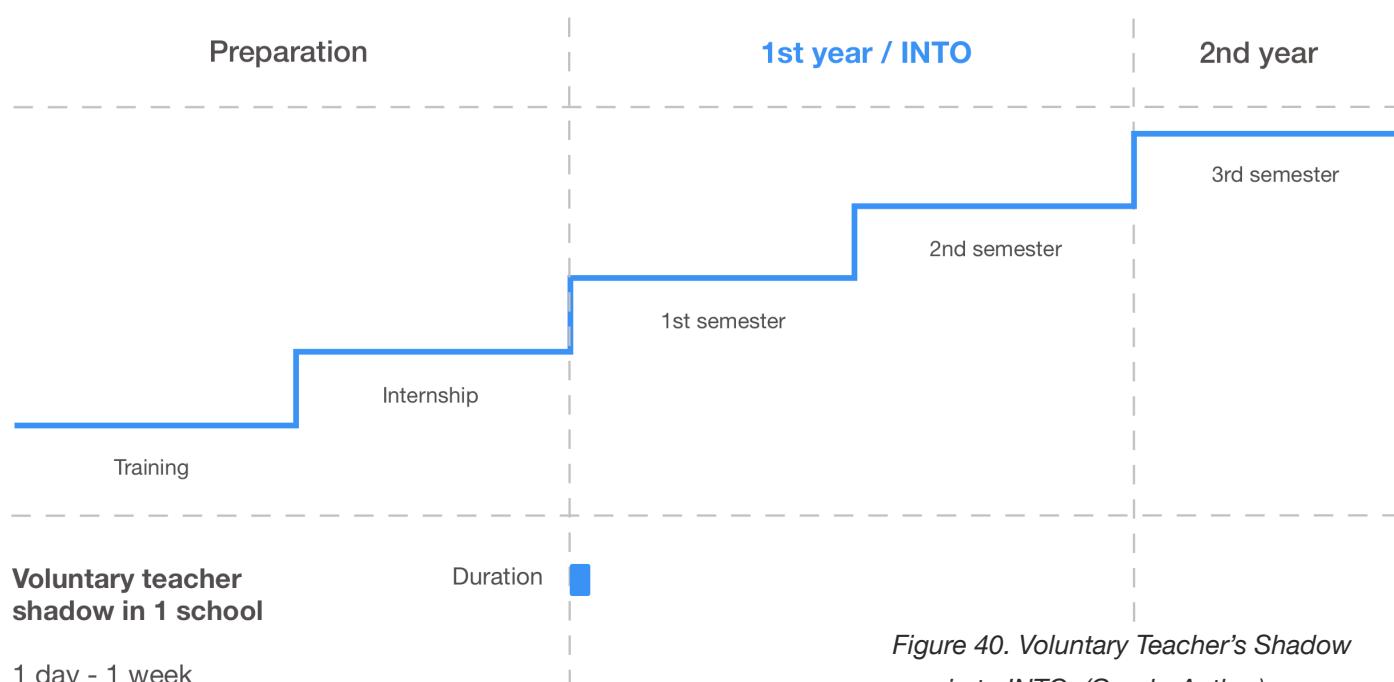 Preparation
1st year / INTO
2nd year
3rd semester
2nd semester
1st semester
Internship
Training
Voluntary teacher
shadow in 1 school
Duration
1 day - 1 week
Figure 40. Voluntary Teacher’s Shadow